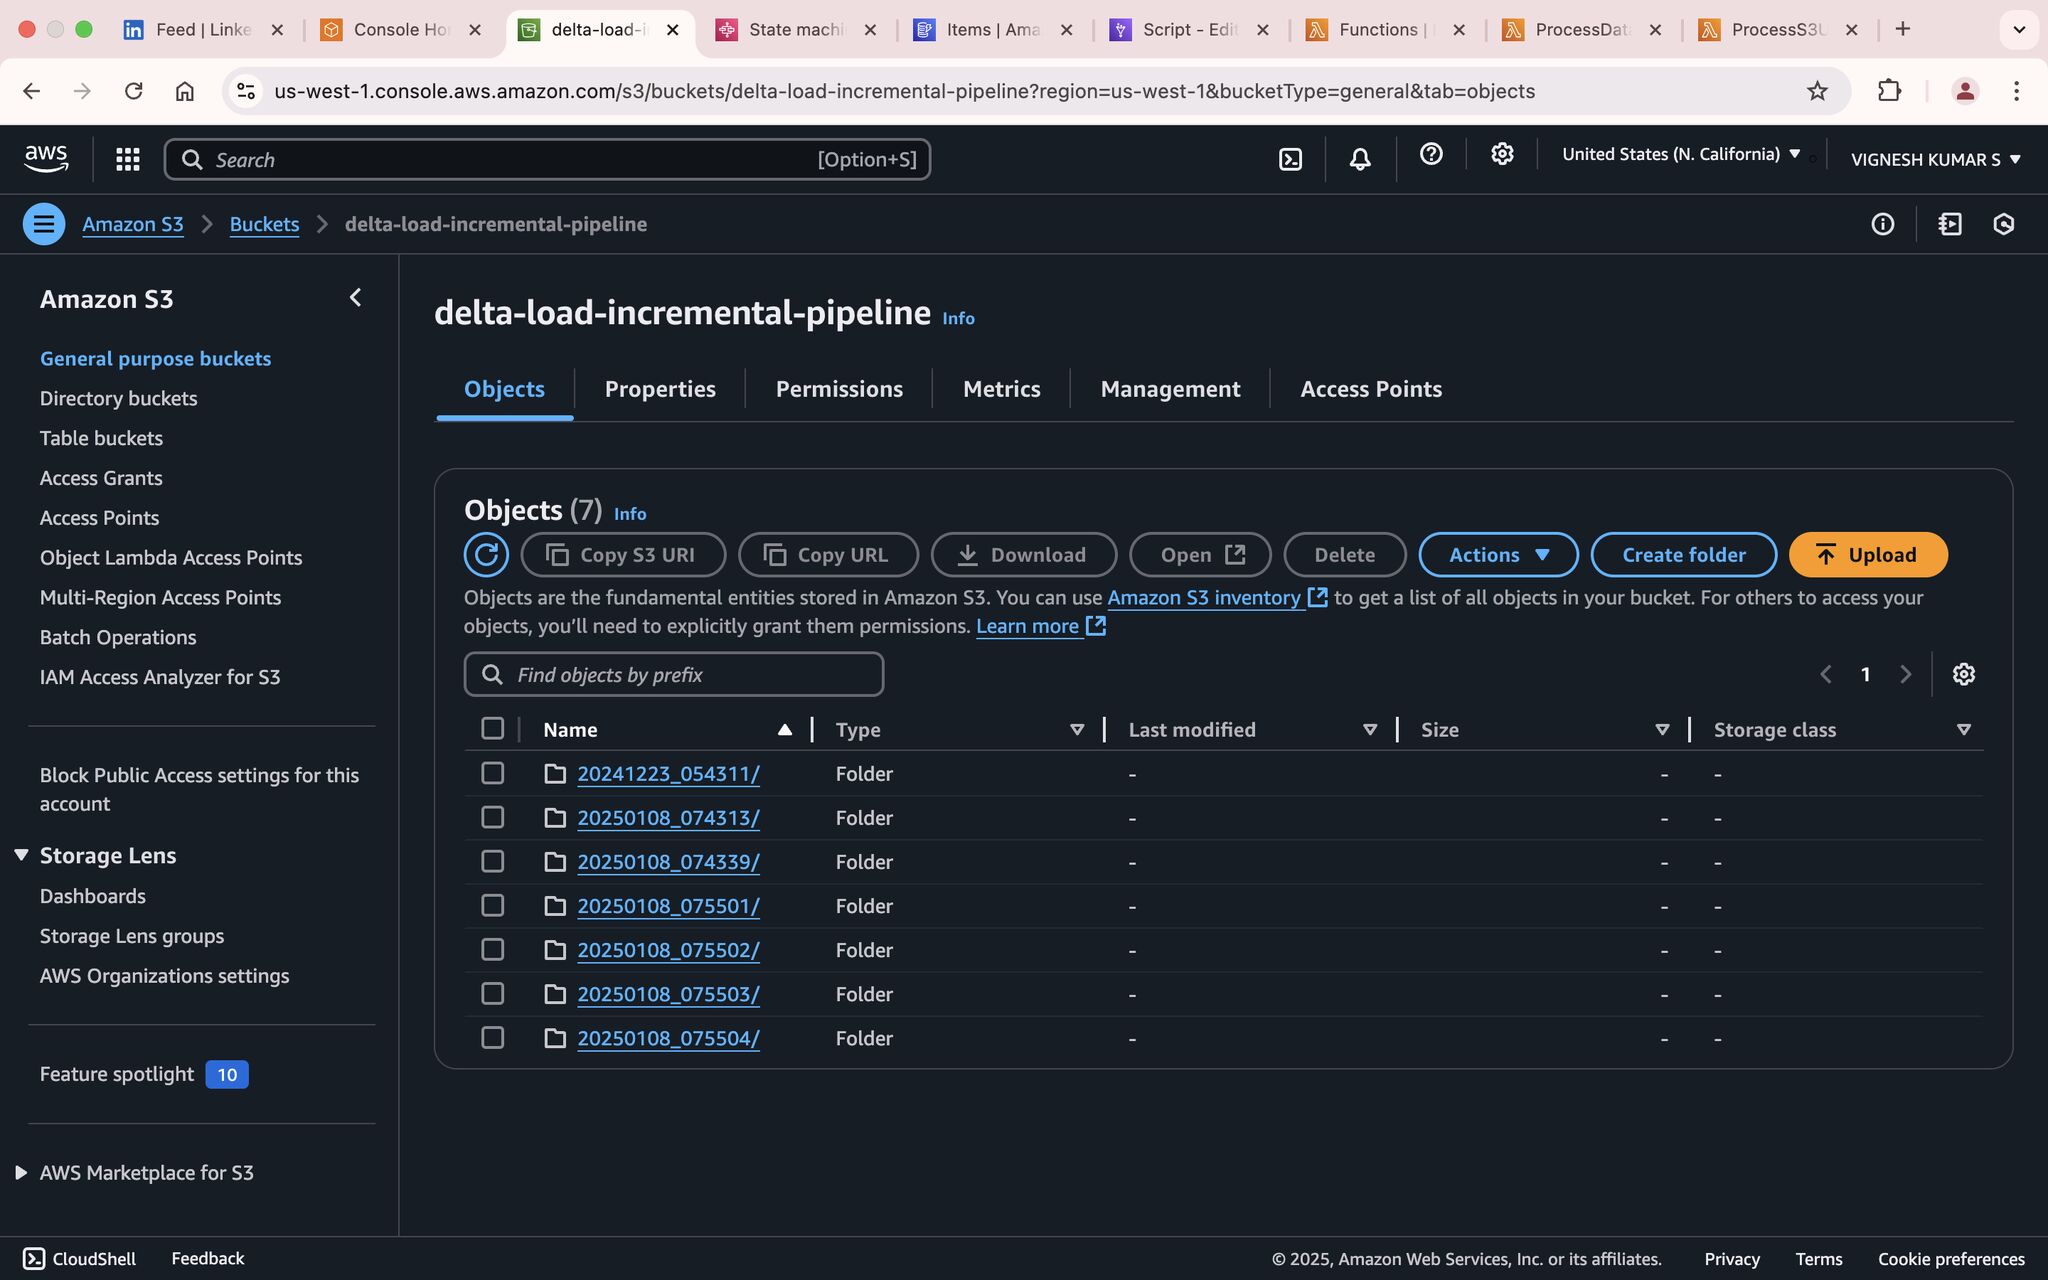 Feed | Linke
Console Ho
delta-load-i
State machi
Items | Ama
Script - Edit
Functions |
ProcessDat
ProcessS3U
us-west-1.console.aws.amazon.com/s3/buckets/delta-load-incremental-pipeline?region=us-west-1&bucketType=general&tab=objects
aws
Search
[Option+S]
United States (N. California)
VIGNESH KUMAR S
Amazon S3
Buckets
delta-load-incremental-pipeline
Amazon S3
General purpose buckets
Directory buckets
Table buckets
Access Grants
Access Points
Object Lambda Access Points
Multi-Region Access Points
Batch Operations
IAM Access Analyzer for S3
Block Public Access settings for this
account
Storage Lens
Dashboards
Storage Lens groups
AWS Organizations settings
Feature spotlight 10
AWS Marketplace for S3
delta-load-incremental-pipeline Info
Objects
Properties
Permissions
Metrics
Management
Access Points
Objects (7) Info
Copy S3 URI
Copy URL
Download
Open
Delete
Actions
Create folder
Upload
Objects are the fundamental entities stored in Amazon S3. You can use Amazon S3 inventory to get a list of all objects in your bucket. For others to access your
objects, you’ll need to explicitly grant them permissions. Learn more
Find objects by prefix
1
Name Type Last modified Size Storage class
20241223_054311/ Folder - - -
20250108_074313/ Folder - - -
20250108_074339/ Folder - - -
20250108_075501/ Folder - - -
20250108_075502/ Folder - - -
20250108_075503/ Folder - - -
20250108_075504/ Folder - - -
CloudShell
Feedback
© 2025, Amazon Web Services, Inc. or its affiliates.
Privacy
Terms
Cookie preferences